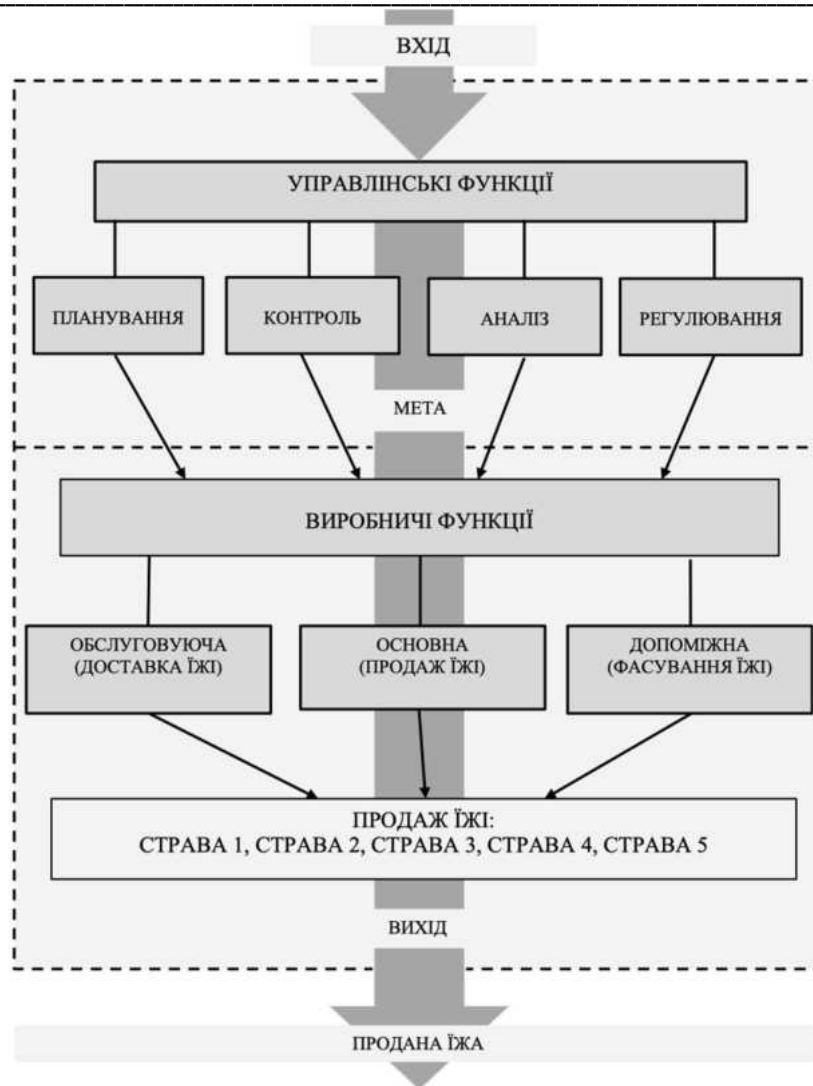 ВХІД
УПРАВЛІНСЬКІ ФУНКЦІЇ
ПЛАНУВАННЯ
КОНТРОЛЬ
АНАЛІЗ
РЕГУЛЮВАННЯ
МЕТА
ВИРОБНИЧІ ФУНКЦІЇ
ОБСЛУГОВУЮЧА
(ДОСТАВКА ЇЖІ)
ОСНОВНА
(ПРОДАЖ ЇЖІ)
ДОПОМІЖНА
(ФАСУВАННЯ ЇЖІ)
ПРОДАЖ ЇЖІ:
СТРАВА 1, СТРАВА 2, СТРАВА 3, СТРАВА 4, СТРАВА 5
ВИХІД
ПРОДАНА ЇЖА